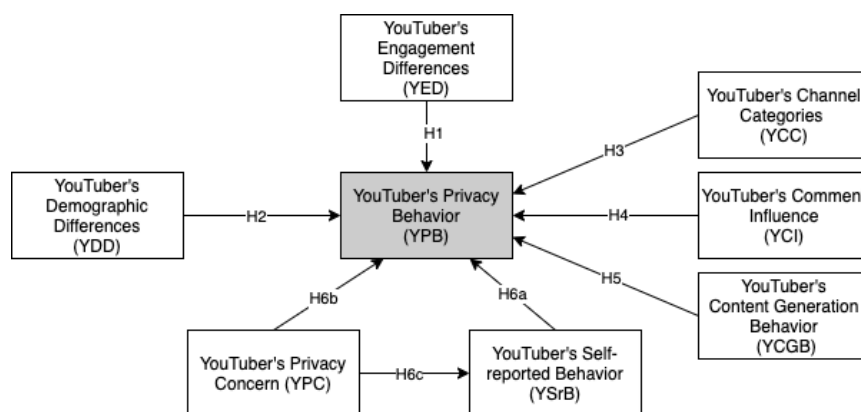 YouTuber's
Engagement
Differences
(YED)
H1
YouTuber's Channel
Categories
(YCC)
H3
YouTuber's
Demographic
Differences
(YDD)
H2
YouTuber's Privacy
Behavior
(YPB)
H4
YouTuber's Commen
Influence
(YCI)
H5
YouTuber's
Content Generation
Behavior
(YCGB)
H6b
H6a
YouTuber's Privacy
Concern (YPC)
H6c
YouTuber's Self-
reported Behavior
(YSrB)